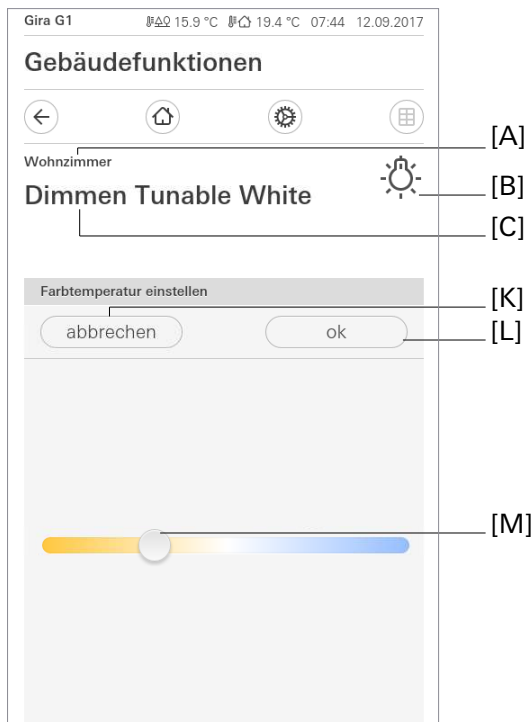 Gira G1 15.9 °C 19.4 °C 07:44 12.09.2017
Gebäudefunktionen
[A]
Wohnzimmer
[B]
Dimmen Tunable White
[C]
Farbtemperatur einstellen
[K]
abbrechen ok
[L]
[M]